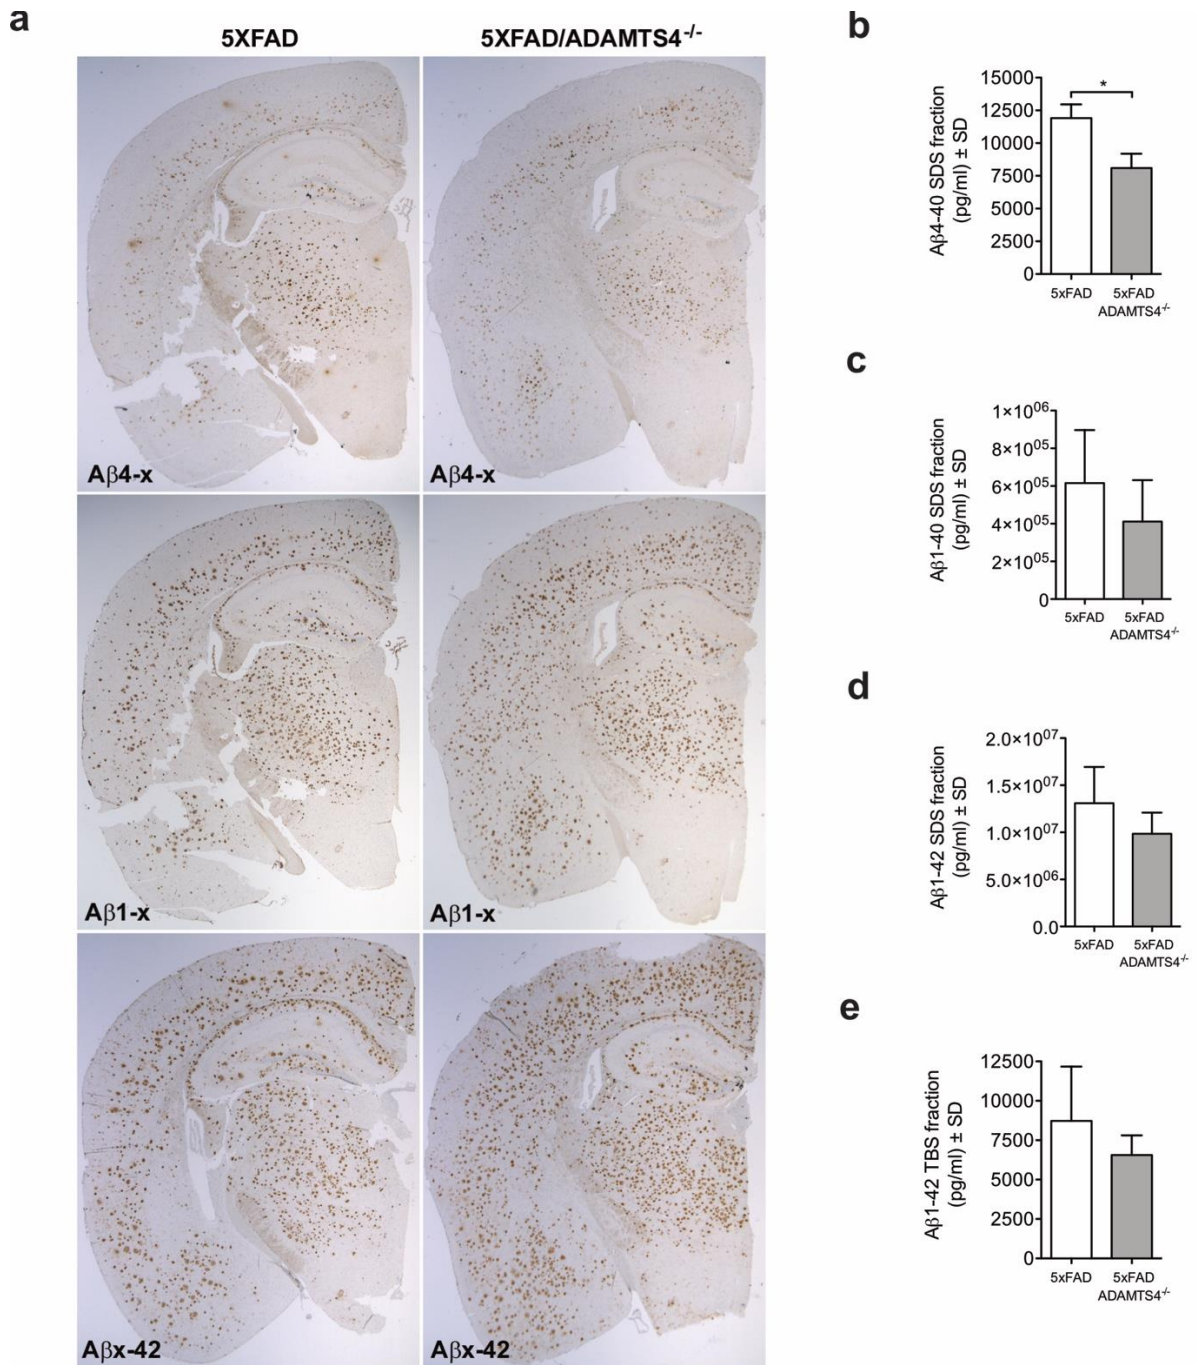 a
5XFAD
5XFAD/ADAMTS4-/-
Aβ4-x
Aβ4-x
Aβ1-x
Aβ1-x
Aβx-42
Aβx-42
b
Aβ4-40 SDS fraction
(pg/ml) ± SD
15000
12500
10000
7500
5000
2500
0
*
5xFAD
5xFAD
ADAMTS4-/-
c
Aβ1-40 SDS fraction
(pg/ml) ± SD
1×10^06
8×10^05
6×10^05
4×10^05
2×10^05
0
5xFAD
5xFAD
ADAMTS4-/-
d
Aβ1-42 SDS fraction
(pg/ml) ± SD
2.0×10^07
1.5×10^07
1.0×10^07
5.0×10^06
0.0
5xFAD
5xFAD
ADAMTS4-/-
e
Aβ1-42 TBS fraction
(pg/ml) ± SD
12500
10000
7500
5000
2500
0
5xFAD
5xFAD
ADAMTS4-/-